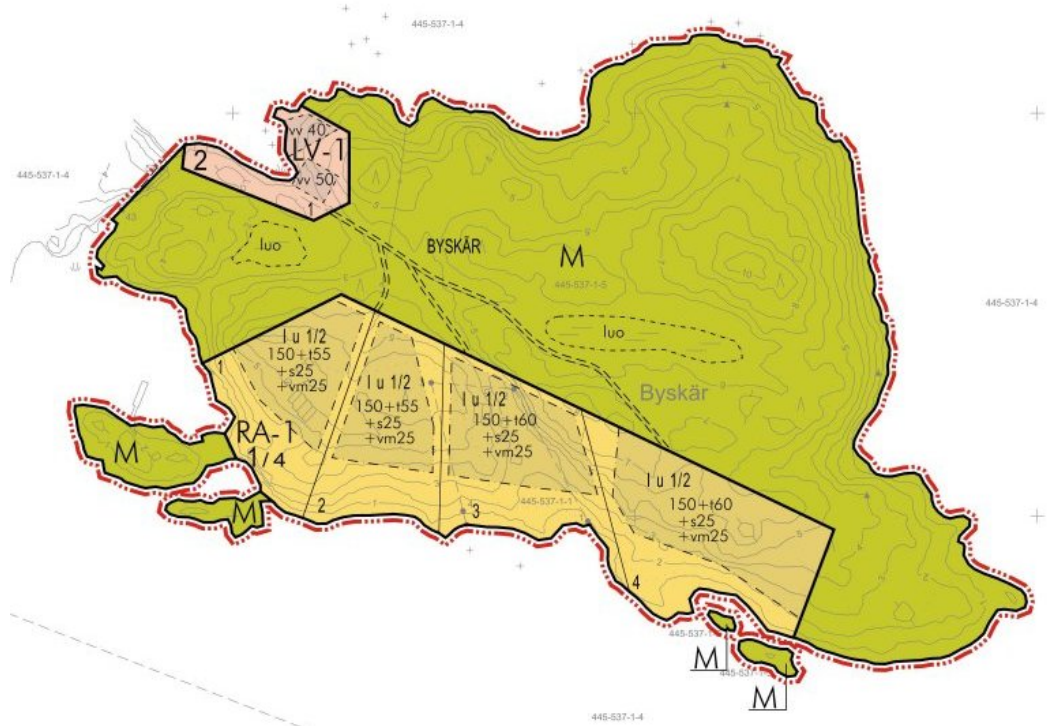 445-537-1-4
445-537-1-4
vv 40
LV-1
2
vv 50
1
43
luo
BYSKÄR
M
445-537-1-5
445-537-1-4
luo
Byskär
I u 1/2
150+t55
+s25
+vm25
1
I u 1/2
150+t55
+s25
+vm25
I u 1/2
150+t60
+s25
+vm25
I u 1/2
150+t60
+s25
+vm25
RA-1
1/4
M
M
445-537-1-1
2
3
4
10
M
M
445-537-1-4